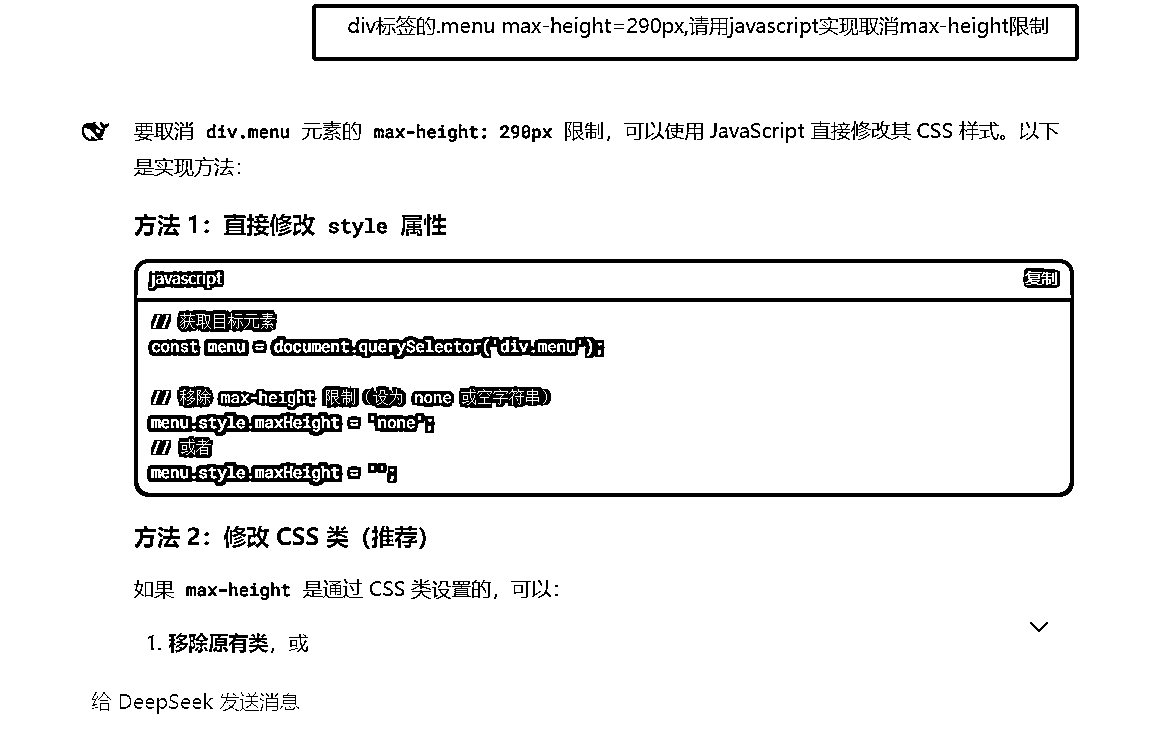 div标签的.menu max-height=290px,请用javascript实现取消max-height限制
要取消 div.menu 元素的 max-height: 290px 限制，可以使用 JavaScript 直接修改其 CSS 样式。以下
是实现方法：
方法 1：直接修改 style 属性
javascript 复制
// 获取目标元素
const menu = document.querySelector('div.menu');
// 移除 max-height 限制（设为 none 或空字符串）
menu.style.maxHeight = 'none';
// 或者
menu.style.maxHeight = "";
方法 2：修改 CSS 类（推荐）
如果 max-height 是通过 CSS 类设置的，可以：
1. 移除原有类，或
给 DeepSeek 发送消息